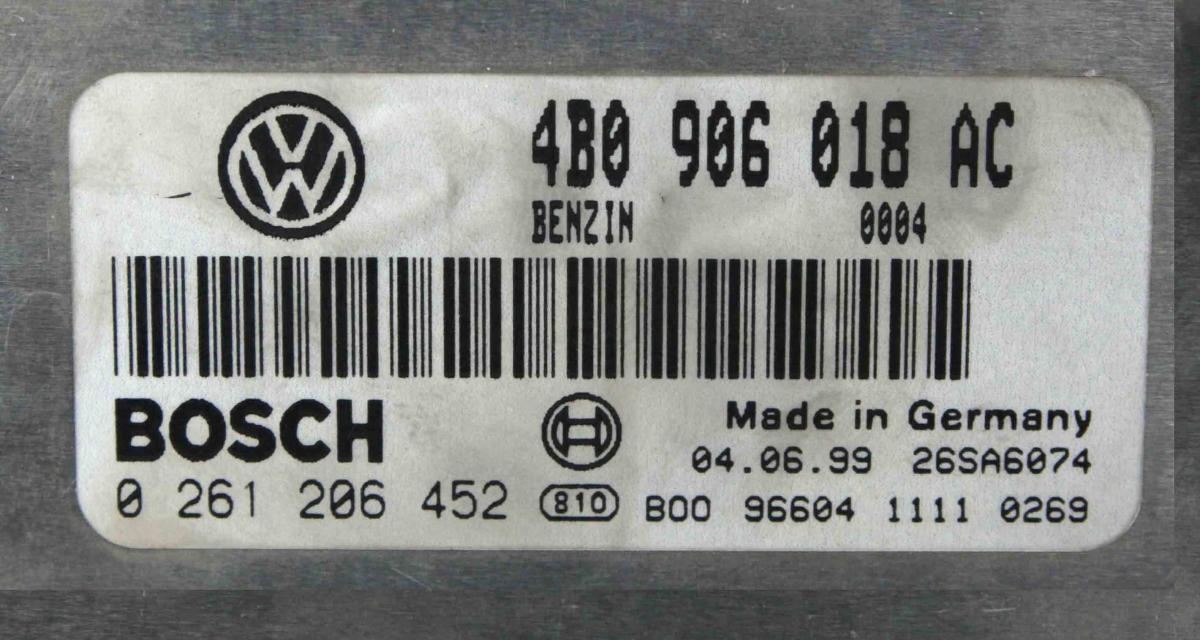 4B0 906 018 AC
BENZIN 0004
BOSCH
Made in Germany
04.06.99 26SA6074
0 261 206 452 810 B00 96604 1111 0269